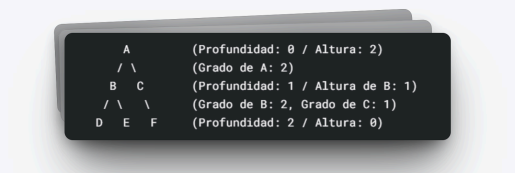 A (Profundidad: 0 / Altura: 2)
/ \ (Grado de A: 2)
B C (Profundidad: 1 / Altura de B: 1)
/ \ \ (Grado de B: 2, Grado de C: 1)
D E F (Profundidad: 2 / Altura: 0)